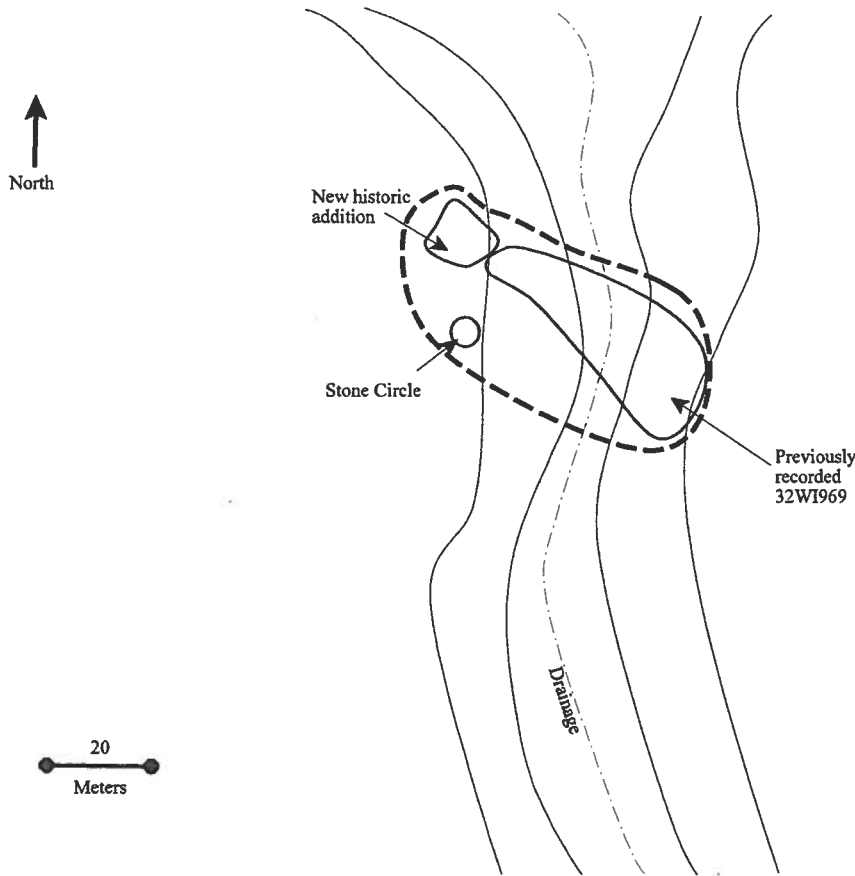 North
New historic
addition
Stone Circle
Previously
recorded
32WI969
Drainage
20
Meters